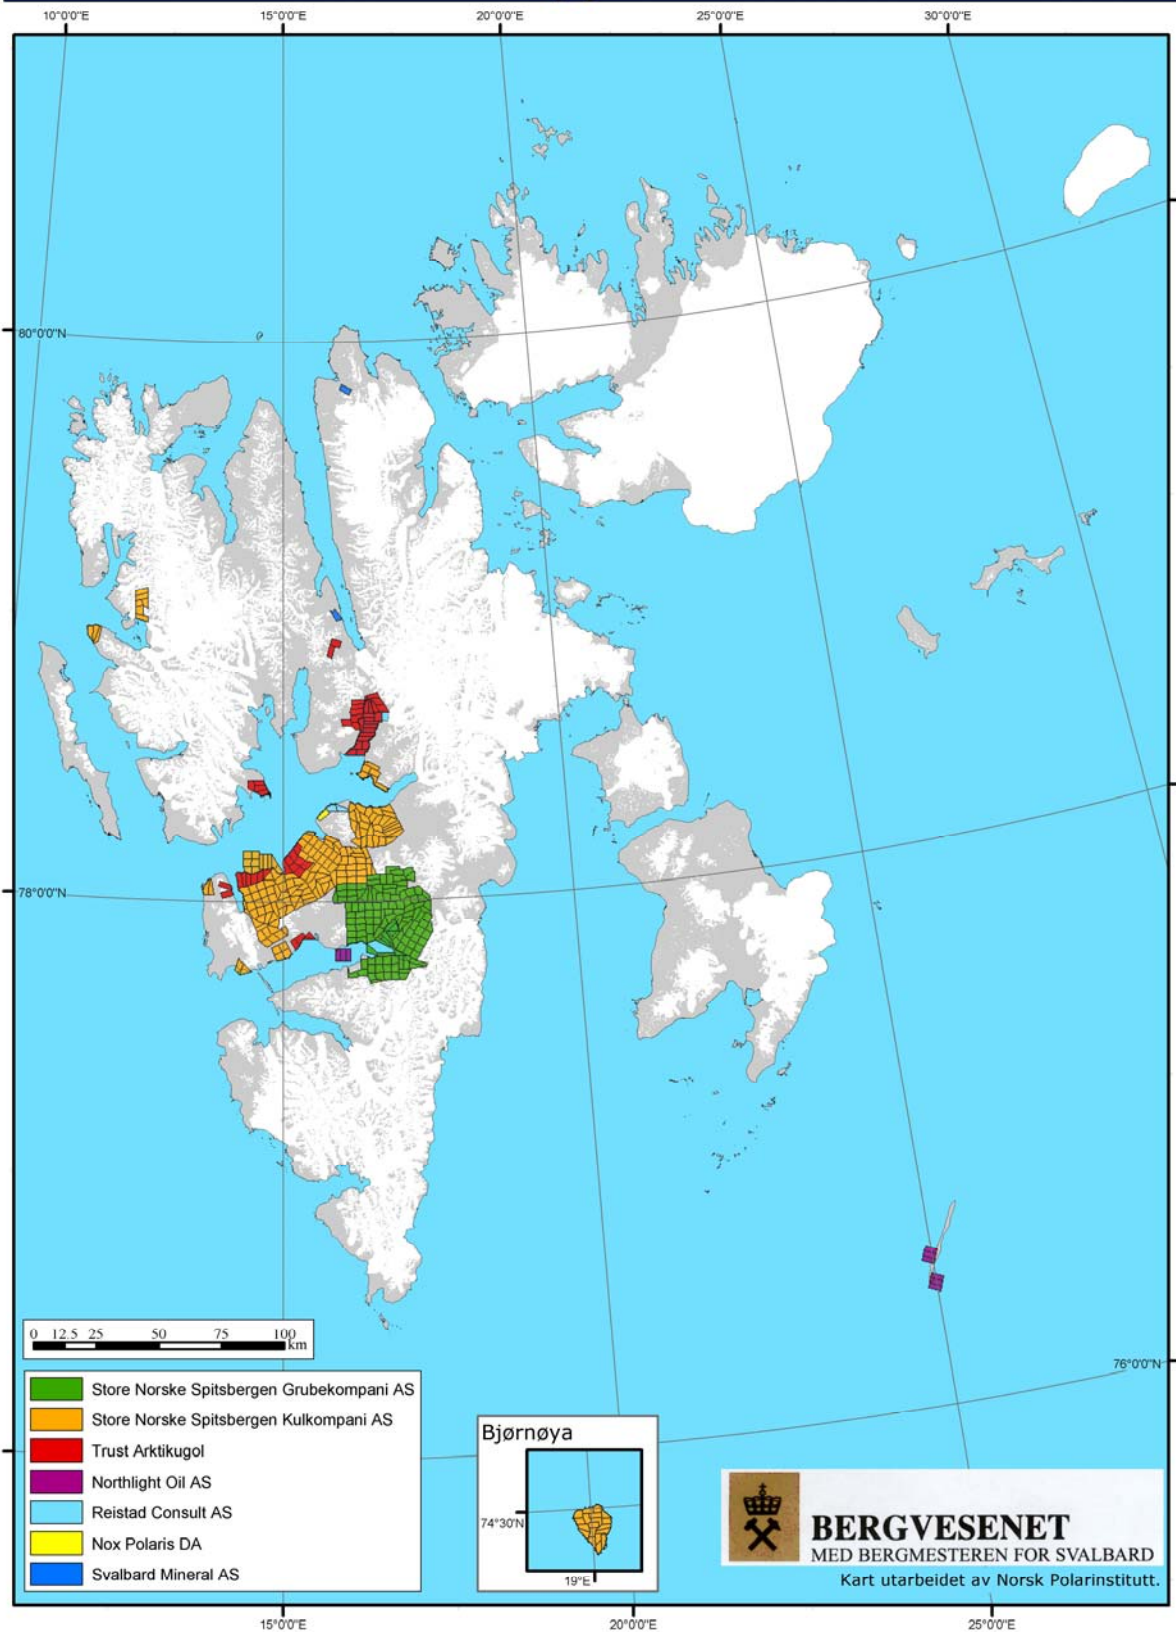 10°0'0"E 15°0'0"E 20°0'0"E 25°0'0"E 30°0'0"E
80°0'0"N
78°0'0"N
76°0'0"N
0 12.5 25 50 75 100
km
Store Norske Spitsbergen Grubekompani AS
Store Norske Spitsbergen Kulkompani AS
Trust Arktikugol
Northlight Oil AS
Reistad Consult AS
Nox Polaris DA
Svalbard Mineral AS
Bjørnøya
74°30'N
19°E
BERGVESENET
MED BERGMESTEREN FOR SVALBARD
Kart utarbeidet av Norsk Polarinstitutt.
15°0'0"E 20°0'0"E 25°0'0"E